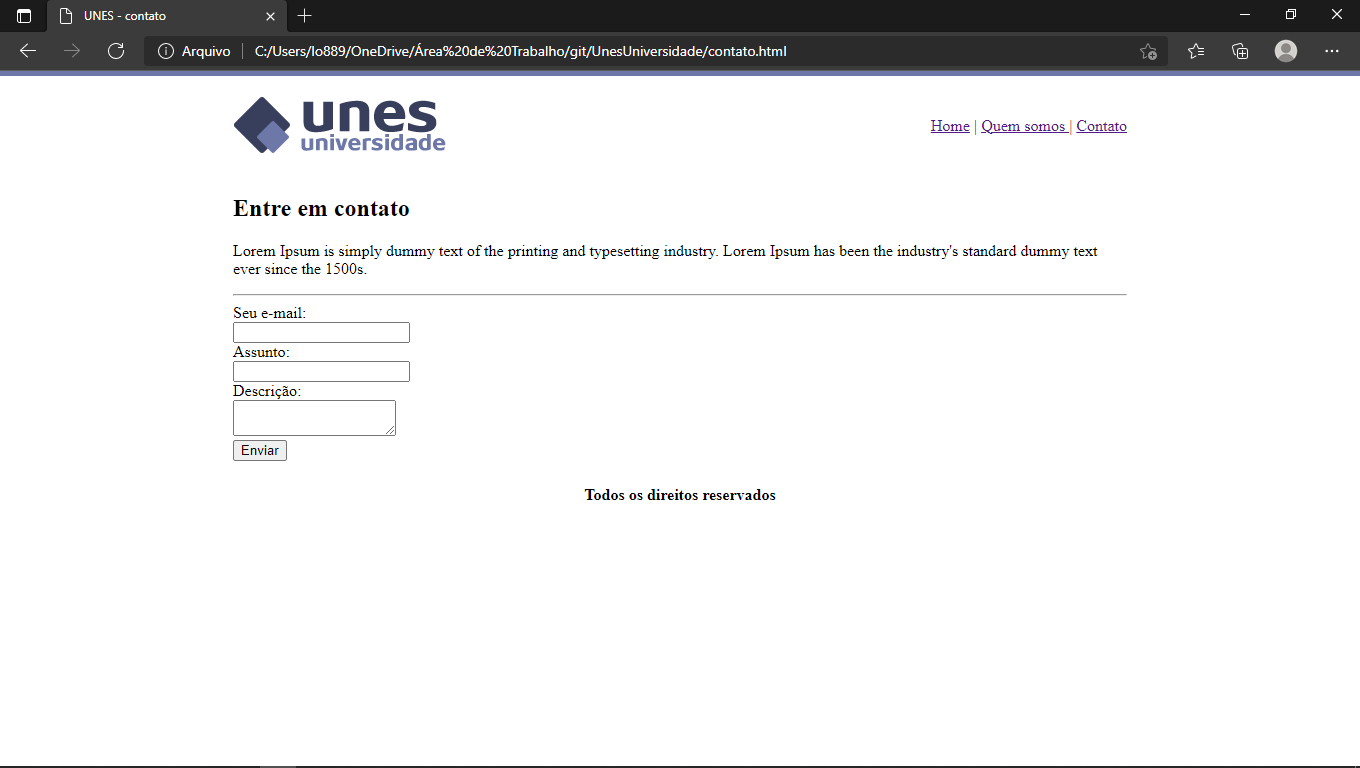 UNES - contato
Arquivo C:/Users/lo889/OneDrive/Área%20de%20Trabalho/git/UnesUniversidade/contato.html
unes
universidade
Home | Quem somos | Contato
Entre em contato
Lorem Ipsum is simply dummy text of the printing and typesetting industry. Lorem Ipsum has been the industry's standard dummy text
ever since the 1500s.
Seu e-mail:
Assunto:
Descrição:
Enviar
Todos os direitos reservados